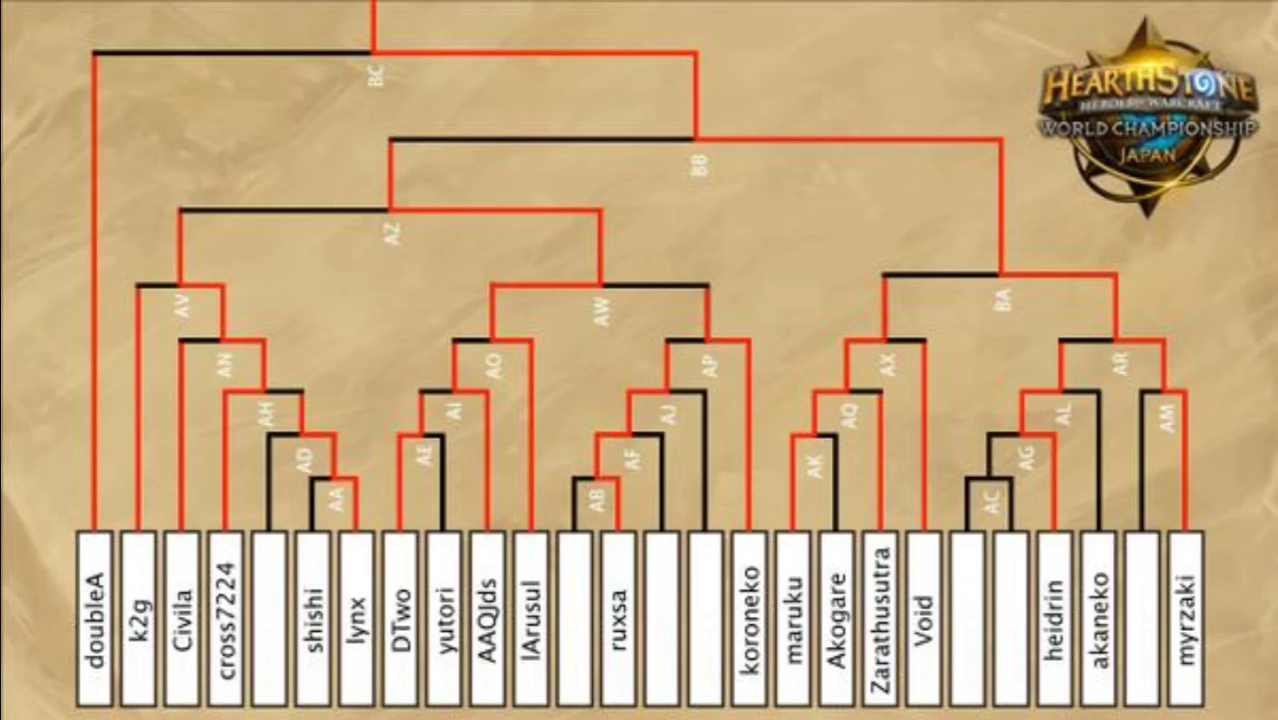 BC
BB
AZ
BA
AV
AW
AN
AO
AP
AX
AR
AH
AI
AJ
AQ
AL
AM
AD
AE
AF
AK
AG
AA
AB
AC
doubleA
k2g
Civila
cross7224
shishi
lynx
DTwo
yutori
AAQJds
IArusul
ruxsa
koroneko
maruku
Akogare
Zarathusutra
Void
heidrin
akaneko
myrzaki
HEARTHSTONE
HEROES OF WARCRAFT
WORLD CHAMPIONSHIP
JAPAN